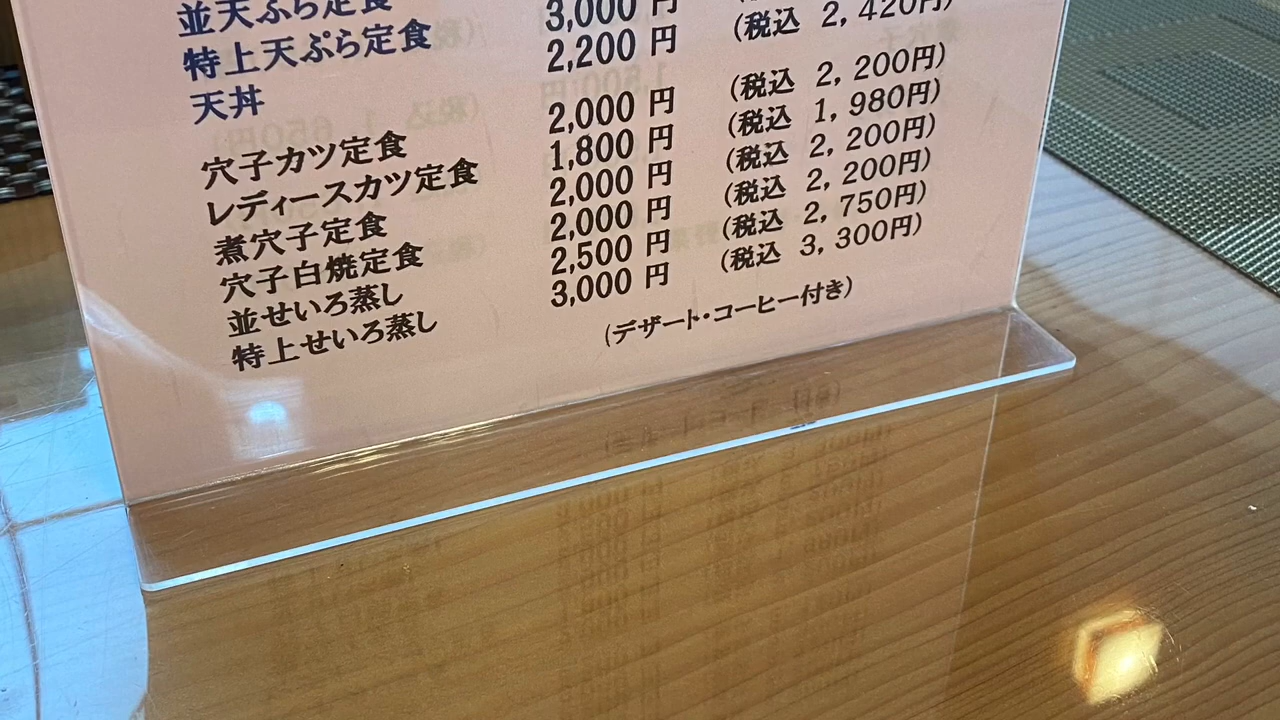 並天ぷら定食
特上天ぷら定食 3,000 円
天丼 2,200 円 (税込 2,420円)
穴子カツ定食 2,000 円 (税込 2,200円)
レディースカツ定食 1,800 円 (税込 1,980円)
煮穴子定食 2,000 円 (税込 2,200円)
穴子白焼定食 2,000 円 (税込 2,200円)
並せいろ蒸し 2,500 円 (税込 2,750円)
特上せいろ蒸し 3,000 円 (税込 3,300円)
(デザート・コーヒー付き)